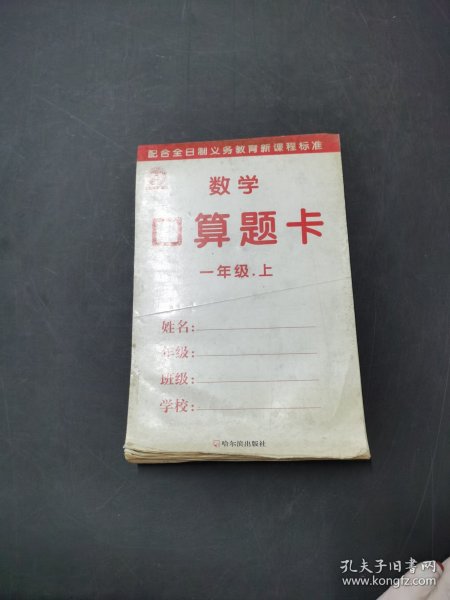 配合全日制义务教育新课程标准
数学
口算题卡
一年级.上
姓名:
年级:
班级:
学校:
哈尔滨出版社
孔夫子旧书网
www.kongfz.com